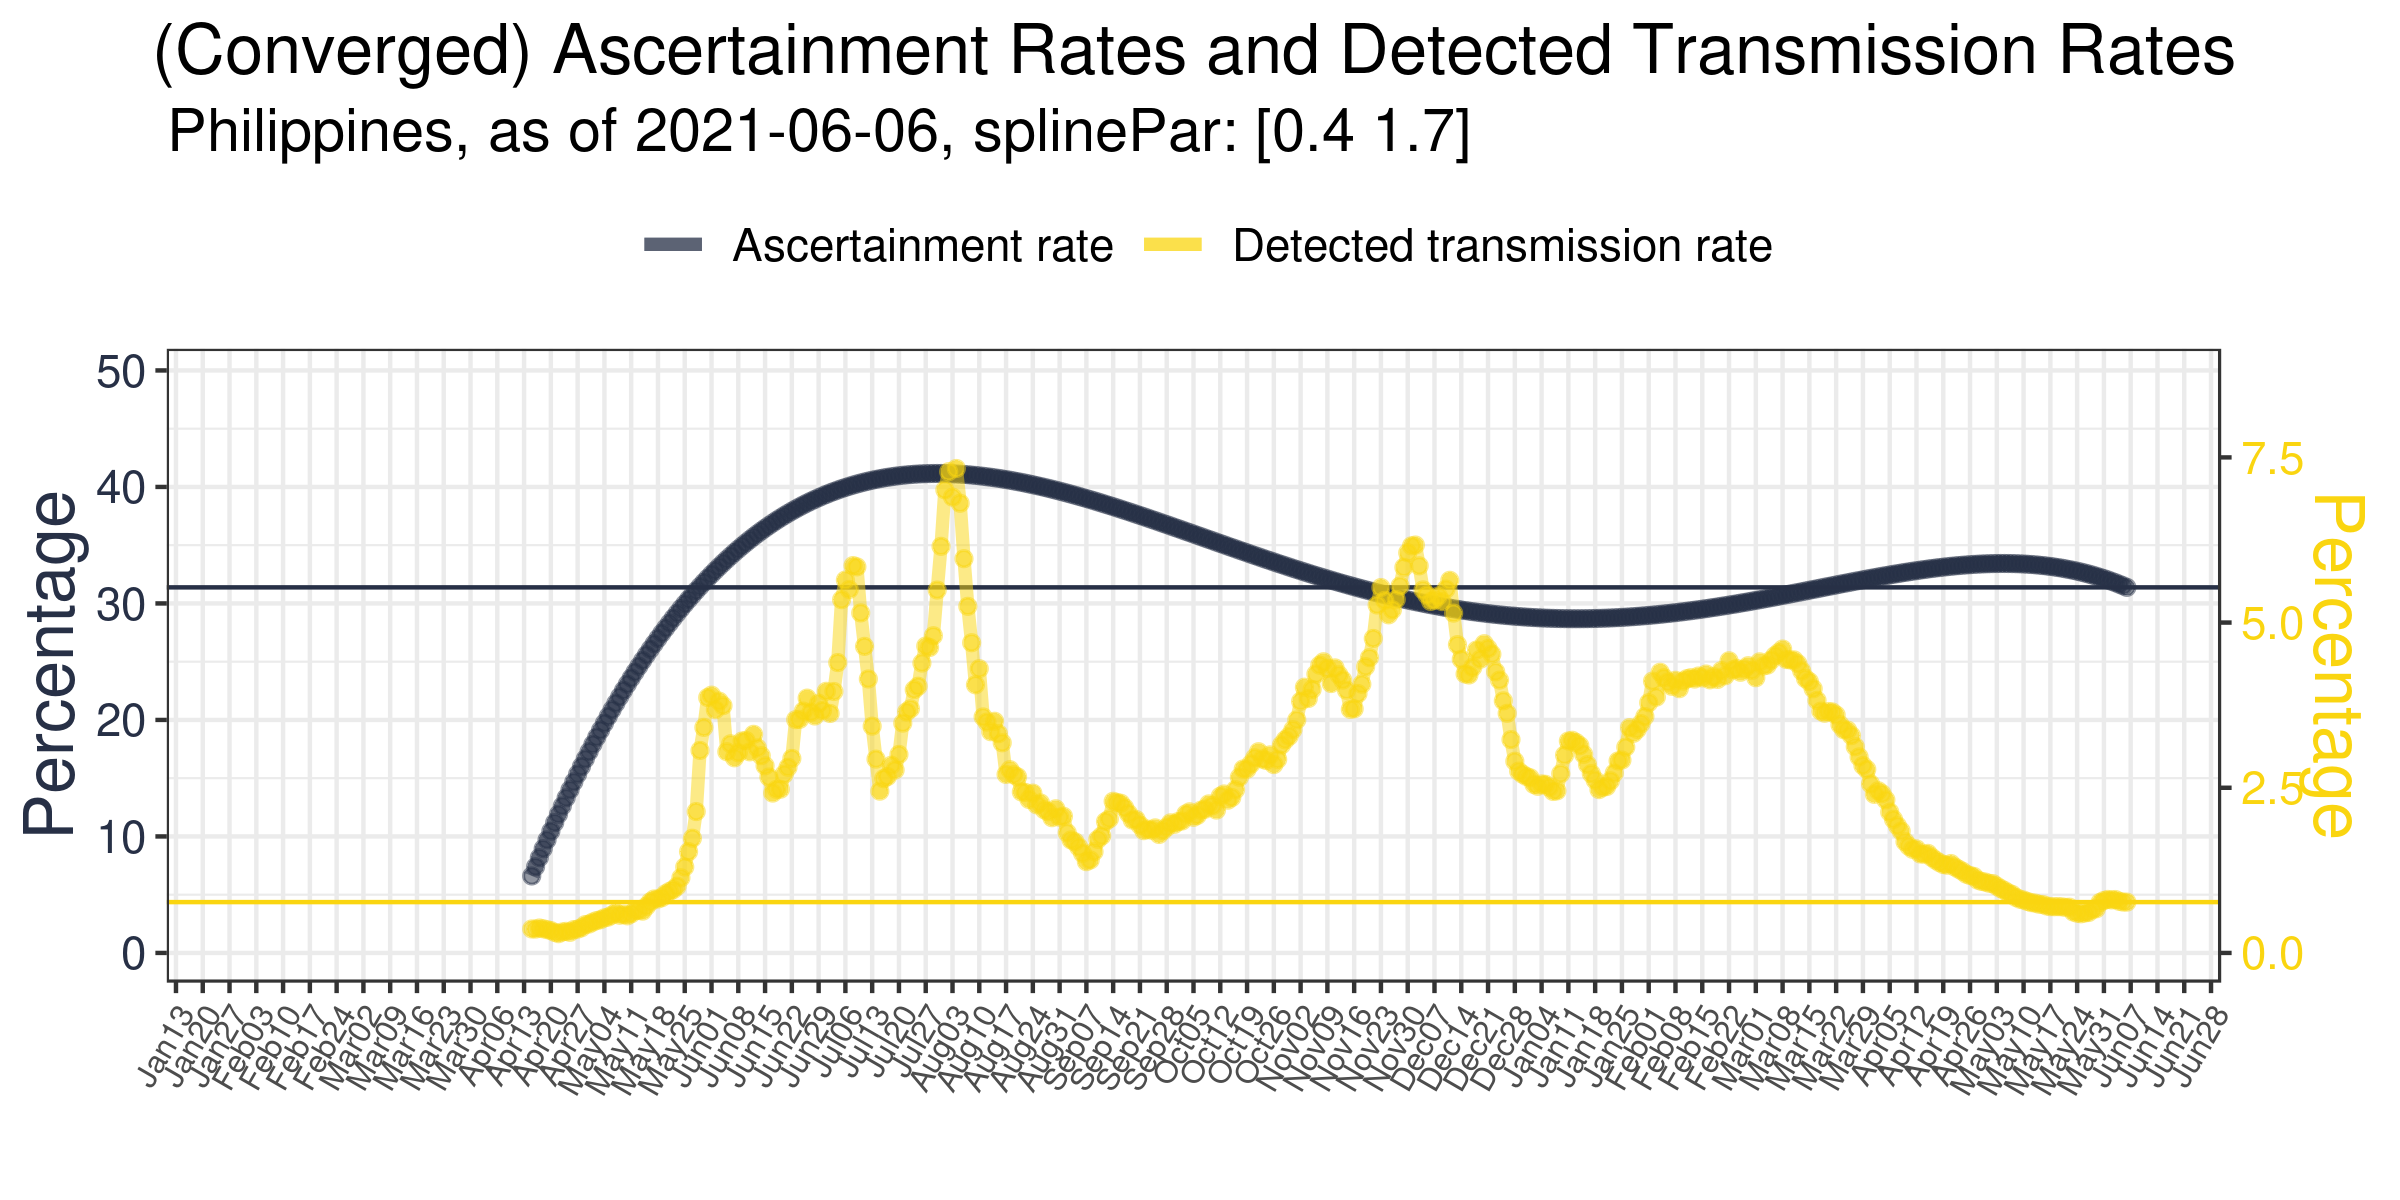 (Converged) Ascertainment Rates and Detected Transmission Rates
Philippines, as of 2021-06-06, splinePar: [0.4 1.7]
Ascertainment rate
Detected transmission rate
Percentage
50
40
30
20
10
0
7.5
5.0
2.5
0.0
Percentage
Jan13
Jan20
Jan27
Feb03
Feb10
Feb17
Feb24
Mar02
Mar09
Mar16
Mar23
Mar30
Apr06
Apr13
Apr20
Apr27
May04
May11
May18
May25
Jun01
Jun08
Jun15
Jun22
Jun29
Jul06
Jul13
Jul20
Jul27
Aug03
Aug10
Aug17
Aug24
Aug31
Sep07
Sep14
Sep21
Sep28
Oct05
Oct12
Oct19
Oct26
Nov02
Nov09
Nov16
Nov23
Nov30
Dec07
Dec14
Dec21
Dec28
Jan04
Jan11
Jan18
Jan25
Feb01
Feb08
Feb15
Feb22
Mar01
Mar08
Mar15
Mar22
Mar29
Apr05
Apr12
Apr19
Apr26
May03
May10
May17
May24
May31
Jun07
Jun14
Jun21
Jun28